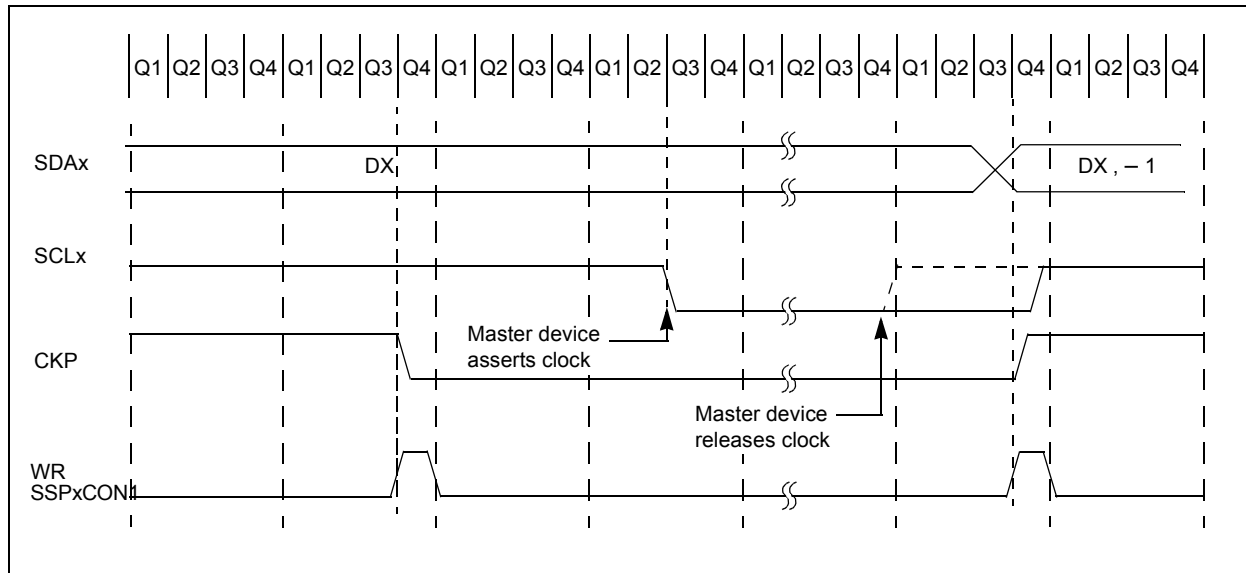 Q1 Q2 Q3 Q4 Q1 Q2 Q3 Q4 Q1 Q2 Q3 Q4 Q1 Q2 Q3 Q4 Q1 Q2 Q3 Q4 Q1 Q2 Q3 Q4 Q1 Q2 Q3 Q4
SDAx
DX
DX , – 1
SCLx
Master device
asserts clock
CKP
Master device
releases clock
WR
SSPxCON1